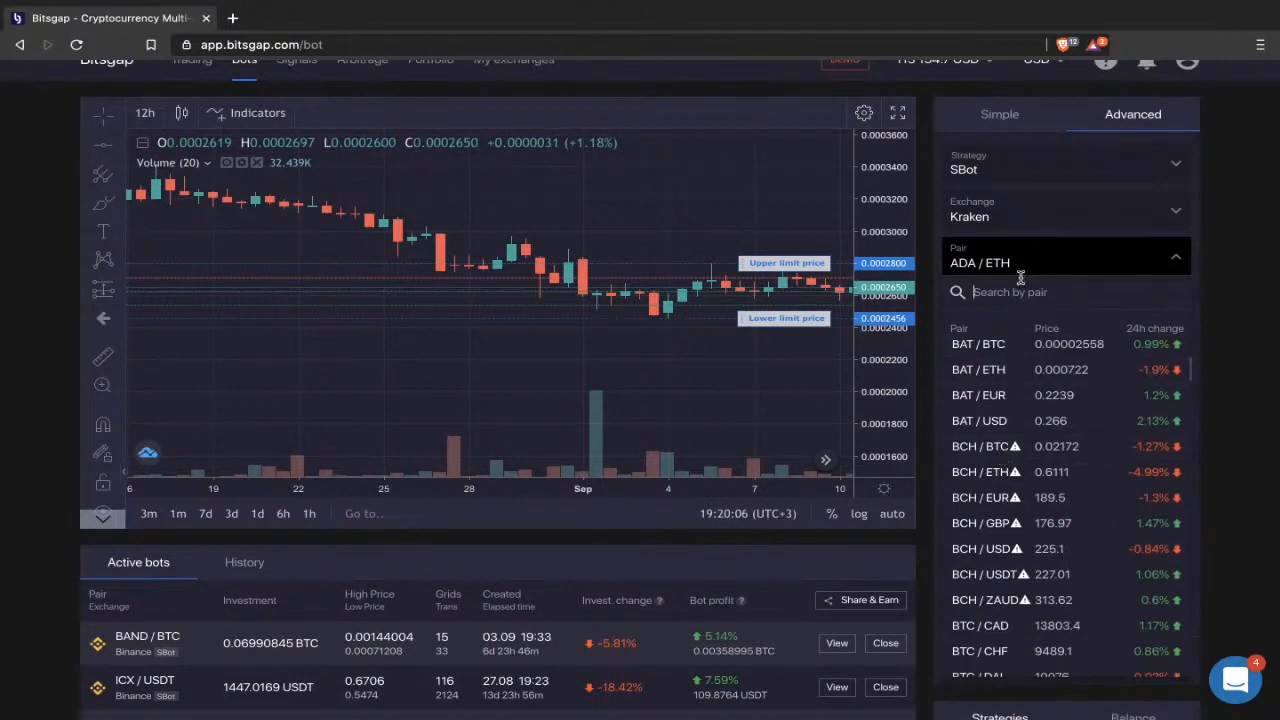 Bitsgap - Cryptocurrency Multi-
app.bitsgap.com/bot
12
3
Bitsgap Trading Bots Signals Arbitrage Portfolio My exchanges DEMO USD
12h Indicators
O0.0002619 H0.0002697 L0.0002600 C0.0002650 +0.0000031 (+1.18%)
Volume (20) 32.439K
Upper limit price
Lower limit price
0.0003600
0.0003400
0.0003200
0.0003000
0.0002800
0.0002650
0.0002600
0.0002456
0.0002400
0.0002200
0.0002000
0.0001800
0.0001600
6 19 22 25 28 Sep 4 7 10
3m 1m 7d 3d 1d 6h 1h Go to.. 19:20:06 (UTC+3) % log auto
Simple Advanced
Strategy
SBot
Exchange
Kraken
Pair
ADA / ETH
Search by pair
Pair Price 24h change
BAT / BTC 0.00002558 0.99%
BAT / ETH 0.000722 -1.9%
BAT / EUR 0.2239 1.2%
BAT / USD 0.266 2.13%
BCH / BTC 0.02172 -1.27%
BCH / ETH 0.6111 -4.99%
BCH / EUR 189.5 -1.3%
BCH / GBP 176.97 1.47%
BCH / USD 225.1 -0.84%
BCH / USDT 227.01 1.06%
BCH / ZAUD 313.62 0.6%
BTC / CAD 13803.4 1.17%
BTC / CHF 9489.1 0.86%
Strategies Balance
4
Active bots History
Pair
Exchange
Investment
High Price
Low Price
Grids
Trans
Created
Elapsed time
Invest. change ?
Bot profit ?
Share & Earn
BAND / BTC
Binance SBot
0.06990845 BTC
0.00144004
0.00071208
15
33
03.09 19:33
6d 23h 46m
-5.81%
5.14%
0.00358995 BTC
View Close
ICX / USDT
Binance SBot
1447.0169 USDT
0.6706
0.5474
116
2124
27.08 19:23
13d 23h 56m
-18.42%
7.59%
109.8764 USDT
View Close